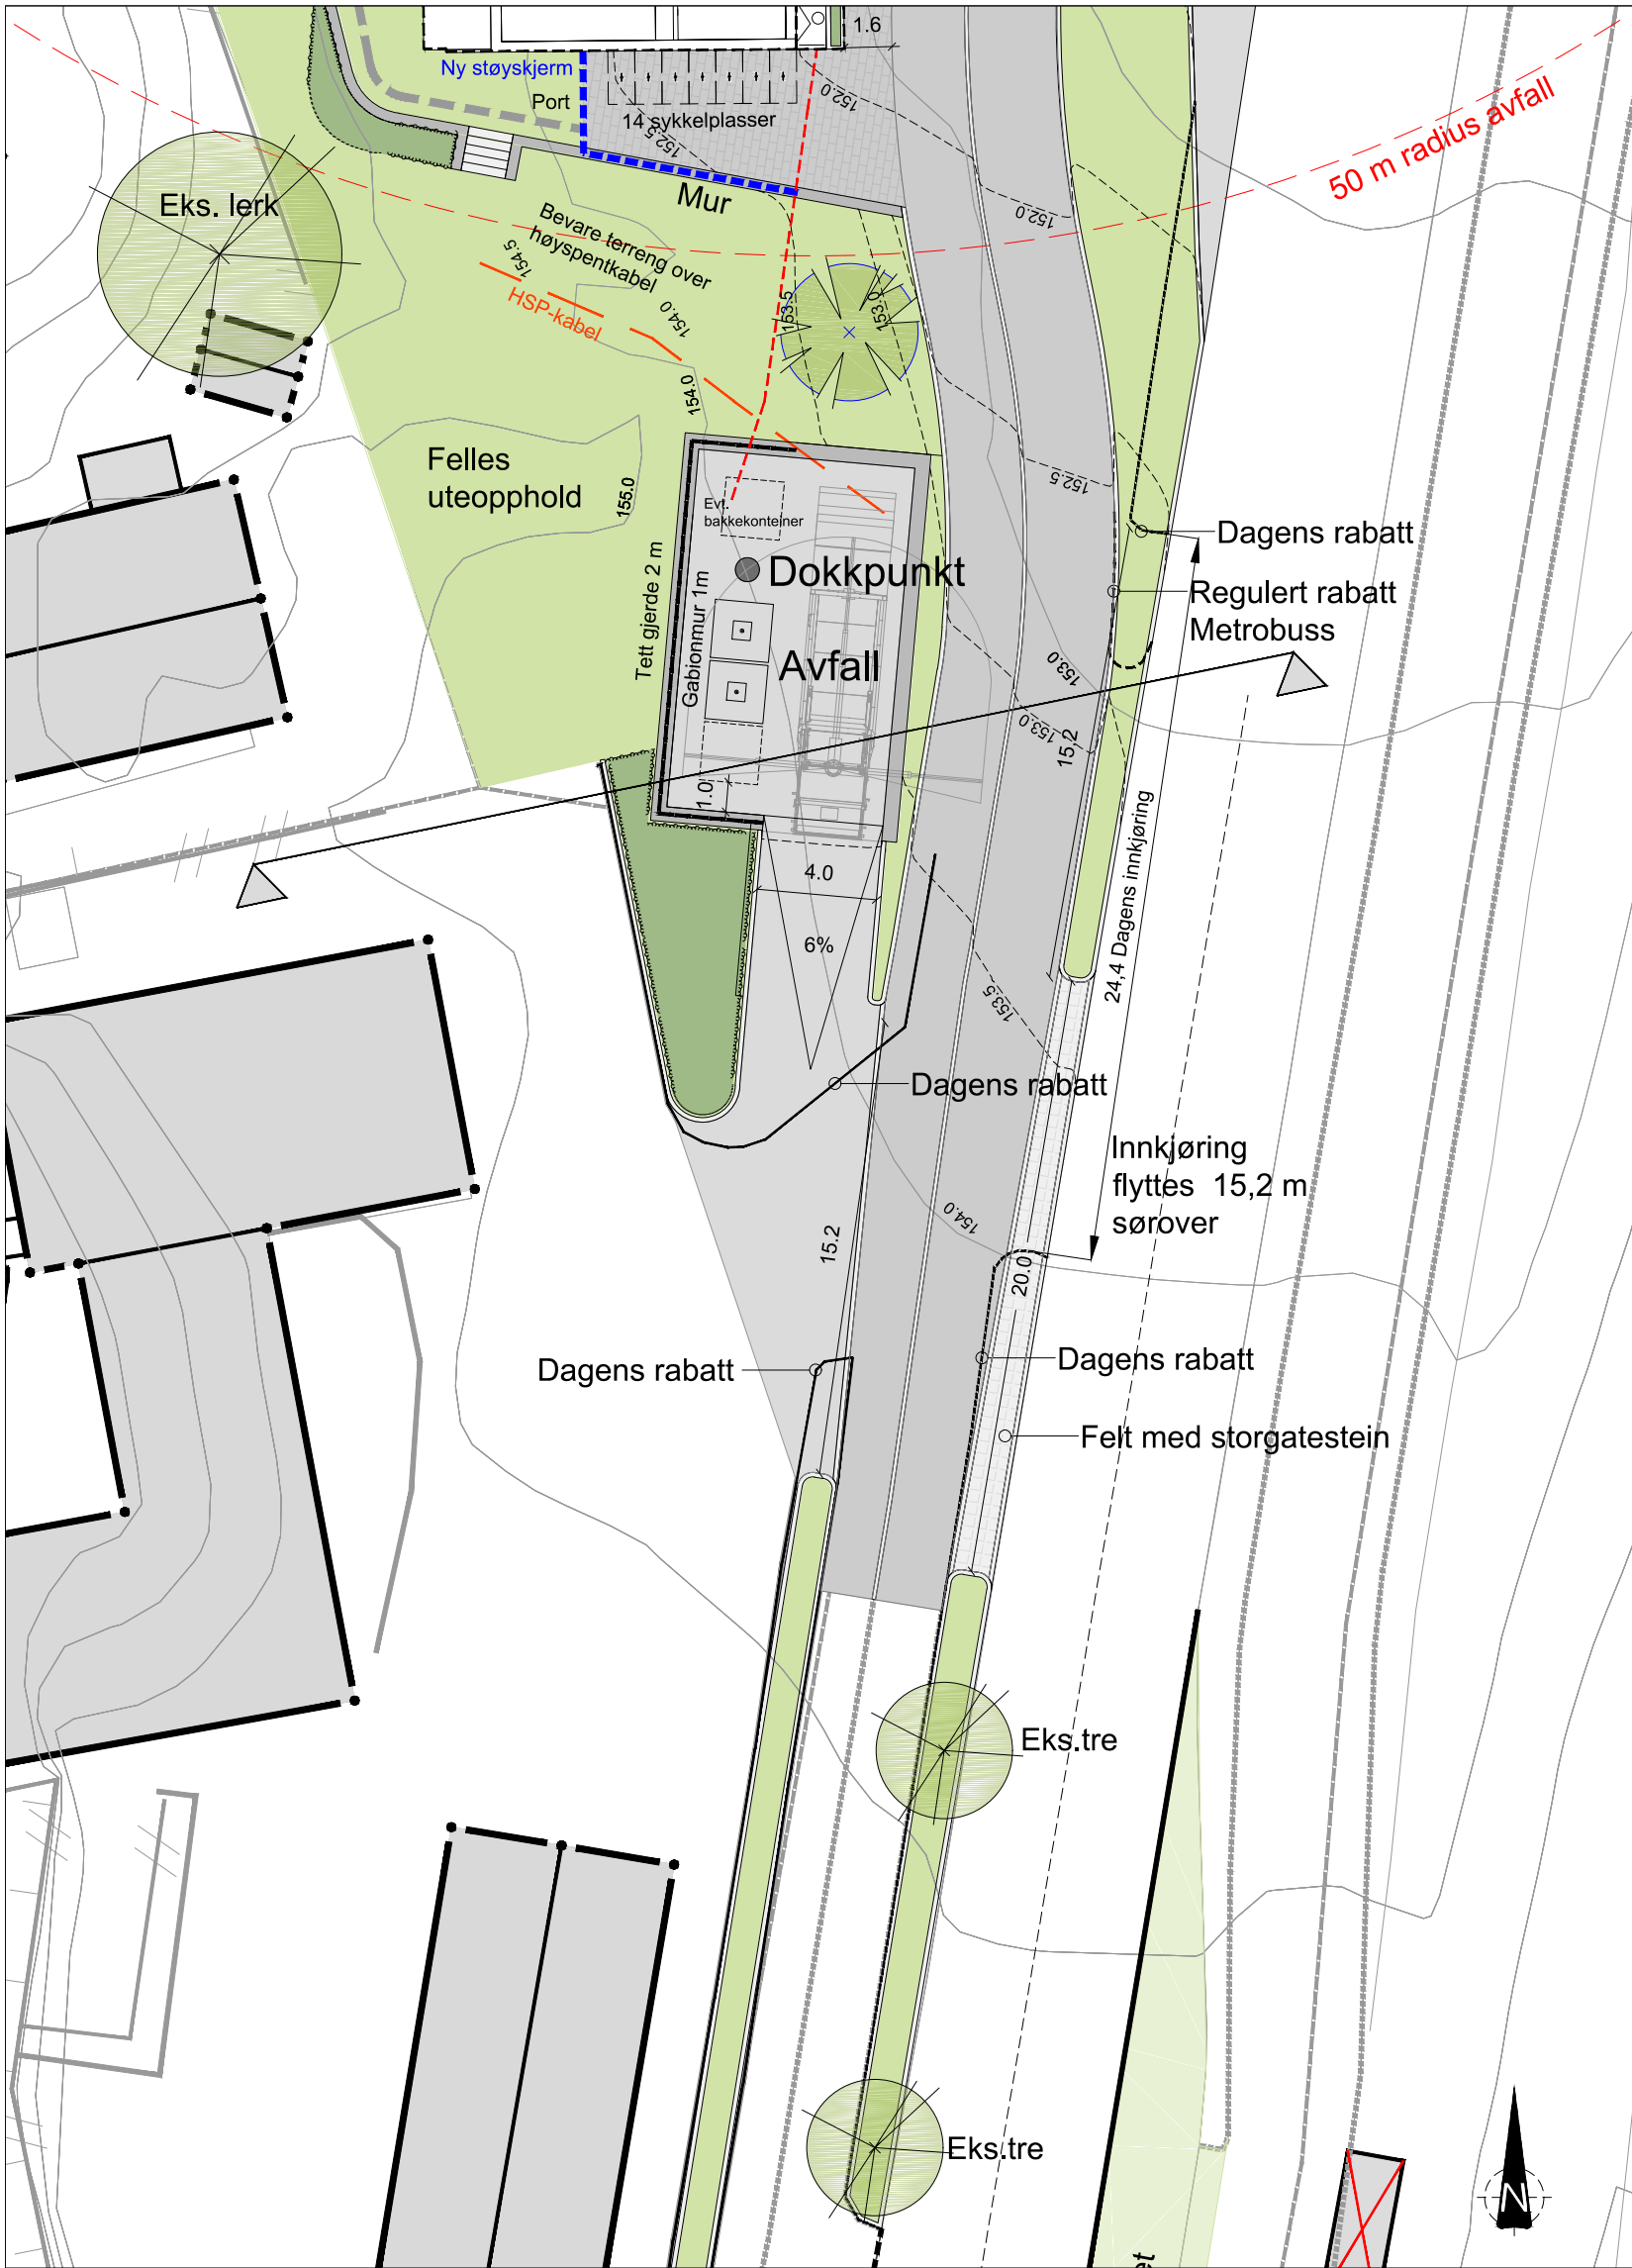 1.6
Ny støyskjerm
Port
14 sykkelplasser
152.0
152.5
50 m radius avfall
Eks. lerk
Mur
152.0
Bevare terreng over
høyspentkabel
154.5
HSP-kabel
154.0
153.5
153.0
154.0
Felles
uteopphold
155.0
152.5
Evt.
bakkekonteiner
Dagens rabatt
Dokkpunkt
Tett gjerde 2 m
Gabionmur 1m
Regulert rabatt
Metrobuss
Avfall
153.0
153.0
15,2
1.0
24,4 Dagens innkjøring
4.0
6%
153.5
Dagens rabatt
Innkjøring
flyttes 15,2 m
sørover
154.0
15.2
20.0
Dagens rabatt
Dagens rabatt
Felt med storgatestein
Eks.tre
Eks.tre
N
et